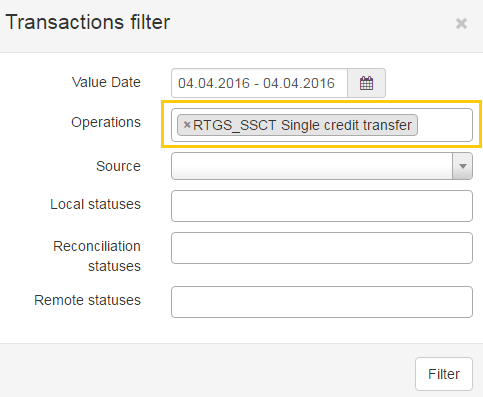 Transactions filter ×
Value Date 04.04.2016 - 04.04.2016
Operations × RTGS_SSCT Single credit transfer
Source
Local statuses
Reconciliation
statuses
Remote statuses
Filter